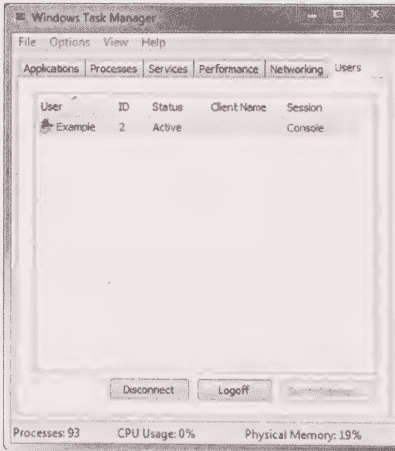 Windows Task Manager
File Options View Help
Applications Processes Services Performance Networking Users
User ID Status Client Name Session
Example 2 Active Console
Disconnect Logoff
Processes: 93 CPU Usage: 0% Physical Memory: 19%